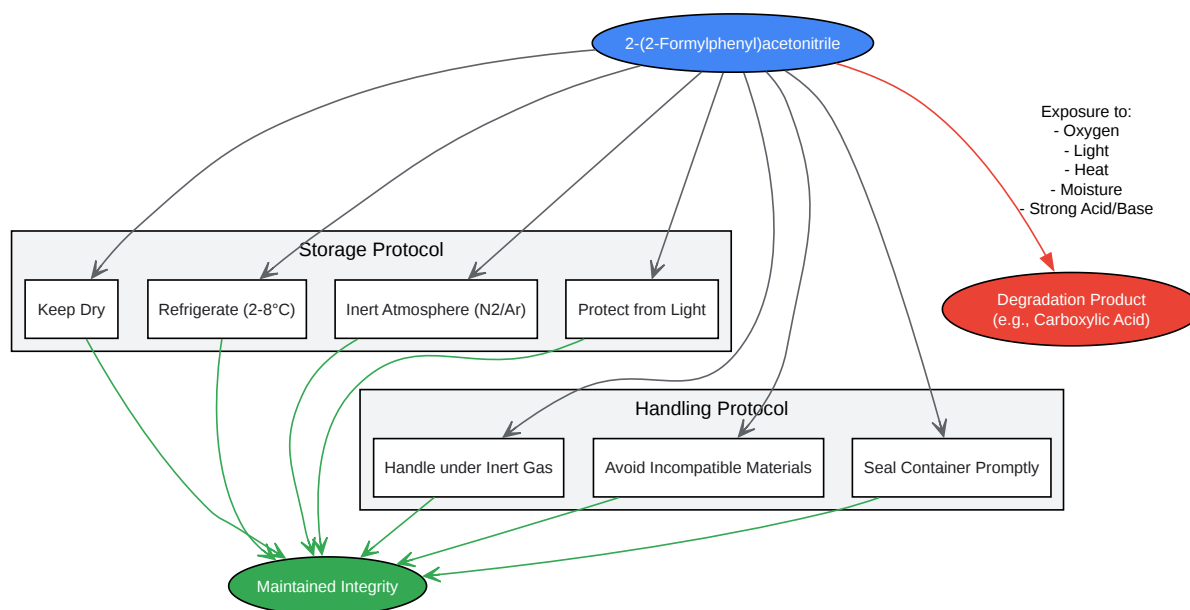 2-(2-Formylphenyl)acetonitrile
Exposure to:
- Oxygen
- Light
- Heat
- Moisture
- Strong Acid/Base
Storage Protocol
Keep Dry
Refrigerate (2-8°C)
Inert Atmosphere (N2/Ar)
Protect from Light
Degradation Product
(e.g., Carboxylic Acid)
Handling Protocol
Handle under Inert Gas
Avoid Incompatible Materials
Seal Container Promptly
Maintained Integrity